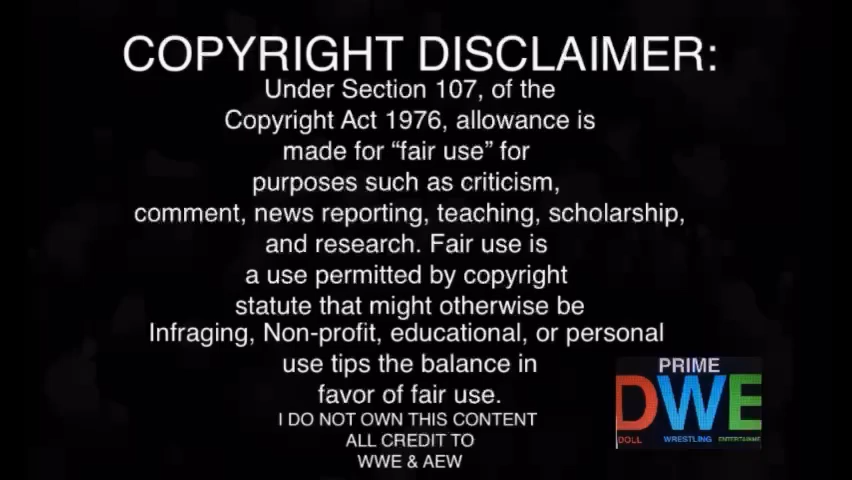 COPYRIGHT DISCLAIMER:
Under Section 107, of the
Copyright Act 1976, allowance is
made for “fair use” for
purposes such as criticism,
comment, news reporting, teaching, scholarship,
and research. Fair use is
a use permitted by copyright
statute that might otherwise be
Infraging, Non-profit, educational, or personal
use tips the balance in
favor of fair use.
I DO NOT OWN THIS CONTENT
ALL CREDIT TO
WWE & AEW
PRIME
DWE
DOLL WRESTLING